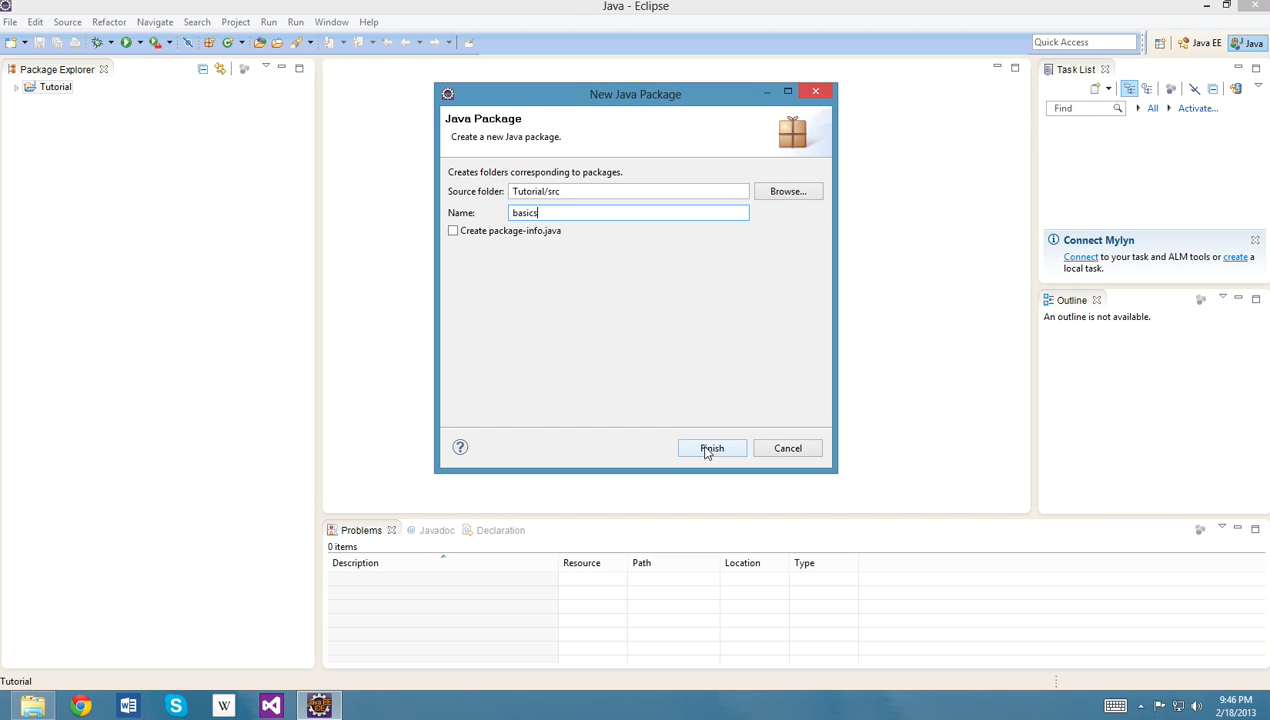 Java - Eclipse
File Edit Source Refactor Navigate Search Project Run Run Window Help
Quick Access Java EE Java
Package Explorer
Tutorial
New Java Package
Java Package
Create a new Java package.
Creates folders corresponding to packages.
Source folder: Tutorial/src Browse...
Name: basics
Create package-info.java
? Finish Cancel
Task List
Find All Activate...
Connect Mylyn
Connect to your task and ALM tools or create a
local task.
Outline
An outline is not available.
Problems @ Javadoc Declaration
0 items
Description Resource Path Location Type
Tutorial
W W Java EE IDE
9:46 PM
2/18/2013